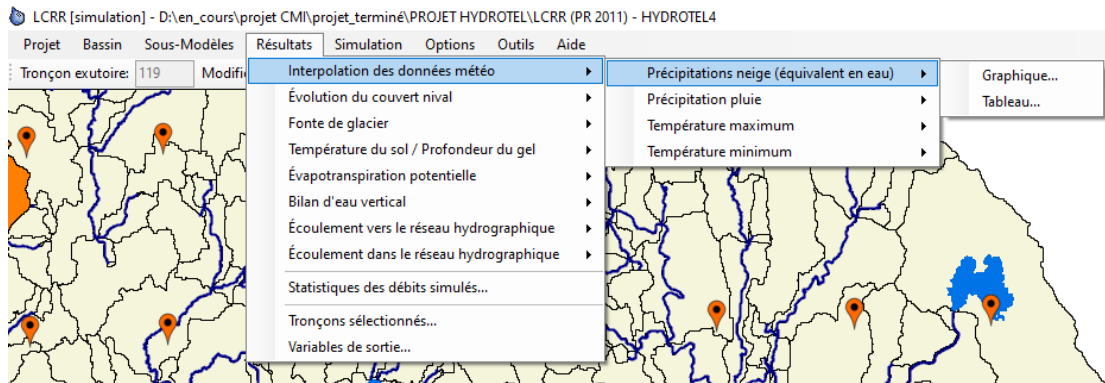 LCRR [simulation] - D:\en_cours\projet CMI\projet_terminé\PROJET HYDROTEL\LCRR (PR 2011) - HYDROTEL4
Projet Bassin Sous-Modèles Résultats Simulation Options Outils Aide
Tronçon exutoire: 119 Modifi
Interpolation des données météo
Évolution du couvert nival
Fonte de glacier
Température du sol / Profondeur du gel
Évapotranspiration potentielle
Bilan d'eau vertical
Écoulement vers le réseau hydrographique
Écoulement dans le réseau hydrographique
Statistiques des débits simulés...
Tronçons sélectionnés...
Variables de sortie...
Précipitations neige (équivalent en eau)
Précipitation pluie
Température maximum
Température minimum
Graphique...
Tableau...